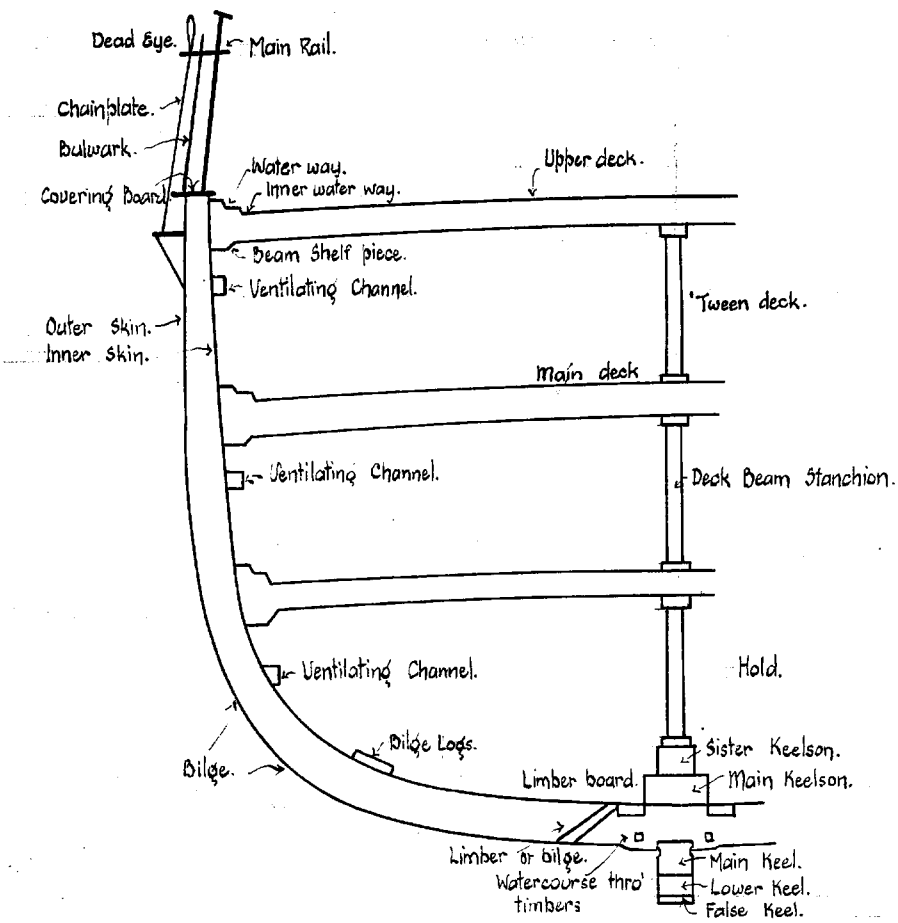 Dead Eye.
Main Rail.
Chainplate.
Bulwark.
Covering Board.
Water way.
Inner water way.
Upper deck.
Beam Shelf piece.
Ventilating Channel.
'Tween deck.
Outer Skin.
Inner Skin.
Main deck
Ventilating Channel.
Deck Beam Stanchion.
Ventilating Channel.
Hold.
Bilge Logs.
Bilge.
Sister Keelson.
Limber board.
Main Keelson.
Limber or bilge.
Watercourse thro'
timbers
Main Keel.
Lower Keel.
False Keel.